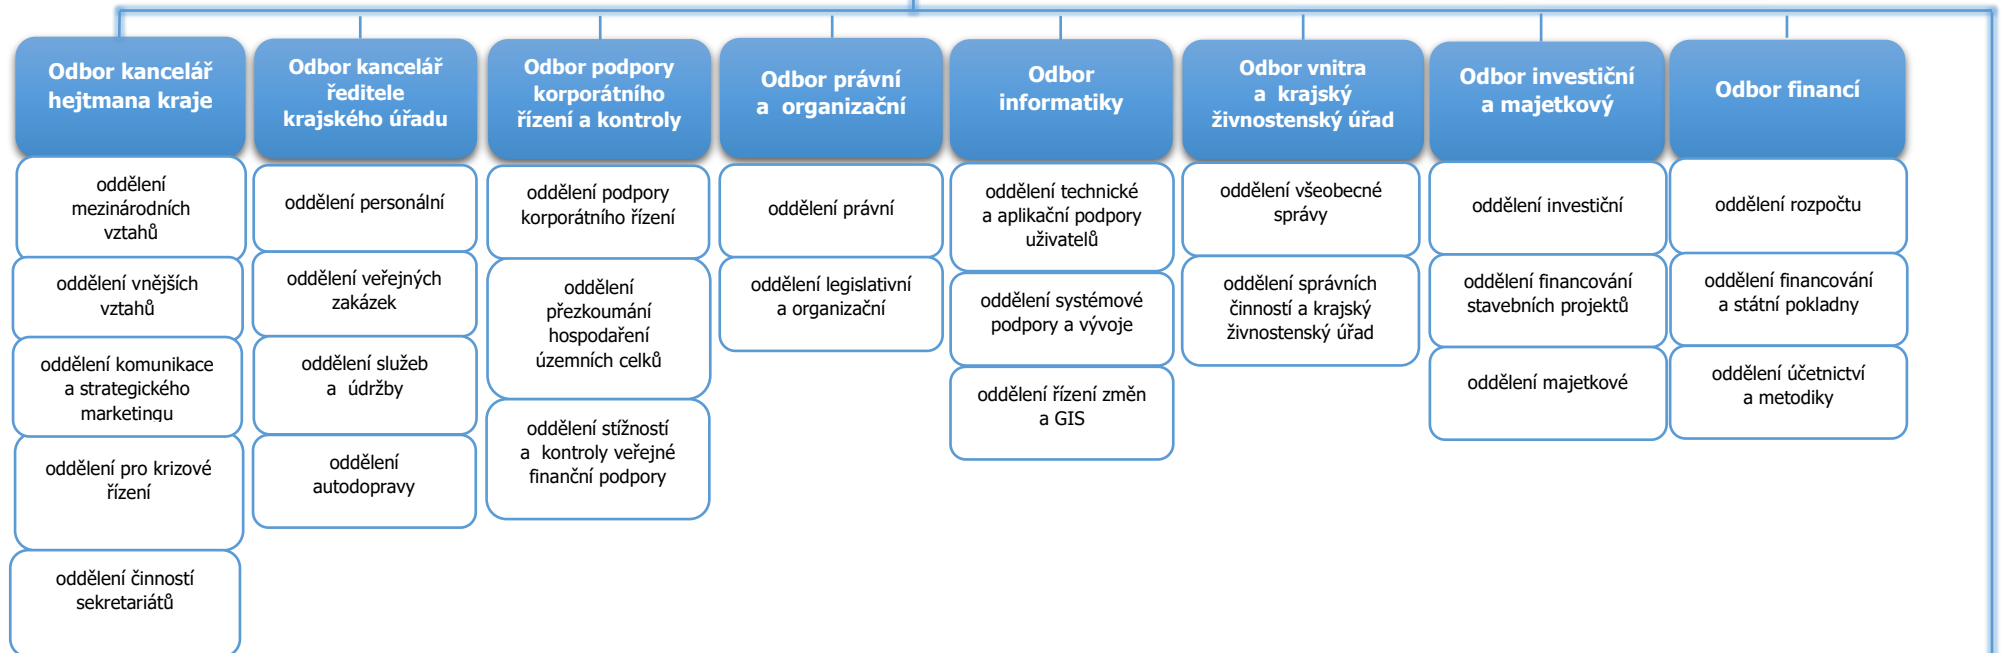 Odbor kancelář
hejtmana kraje
oddělení
mezinárodních
vztahů
oddělení vnějších
vztahů
oddělení komunikace
a strategického
marketingu
oddělení pro krizové
řízení
oddělení činností
sekretariátů
Odbor kancelář
ředitele
krajského úřadu
oddělení personální
oddělení veřejných
zakázek
oddělení služeb
a údržby
oddělení
autodopravy
Odbor podpory
korporátního
řízení a kontroly
oddělení podpory
korporátního řízení
oddělení
přezkoumání
hospodaření
územních celků
oddělení stížností
a kontroly veřejné
finanční podpory
Odbor právní
a organizační
oddělení právní
oddělení legislativní
a organizační
Odbor
informatiky
oddělení technické
a aplikační podpory
uživatelů
oddělení systémové
podpory a vývoje
oddělení řízení změn
a GIS
Odbor vnitra
a krajský
živnostenský úřad
oddělení všeobecné
správy
oddělení správních
činností a krajský
živnostenský úřad
Odbor investiční
a majetkový
oddělení investiční
oddělení financování
stavebních projektů
oddělení majetkové
Odbor financí
oddělení rozpočtu
oddělení financování
a státní pokladny
oddělení účetnictví
a metodiky